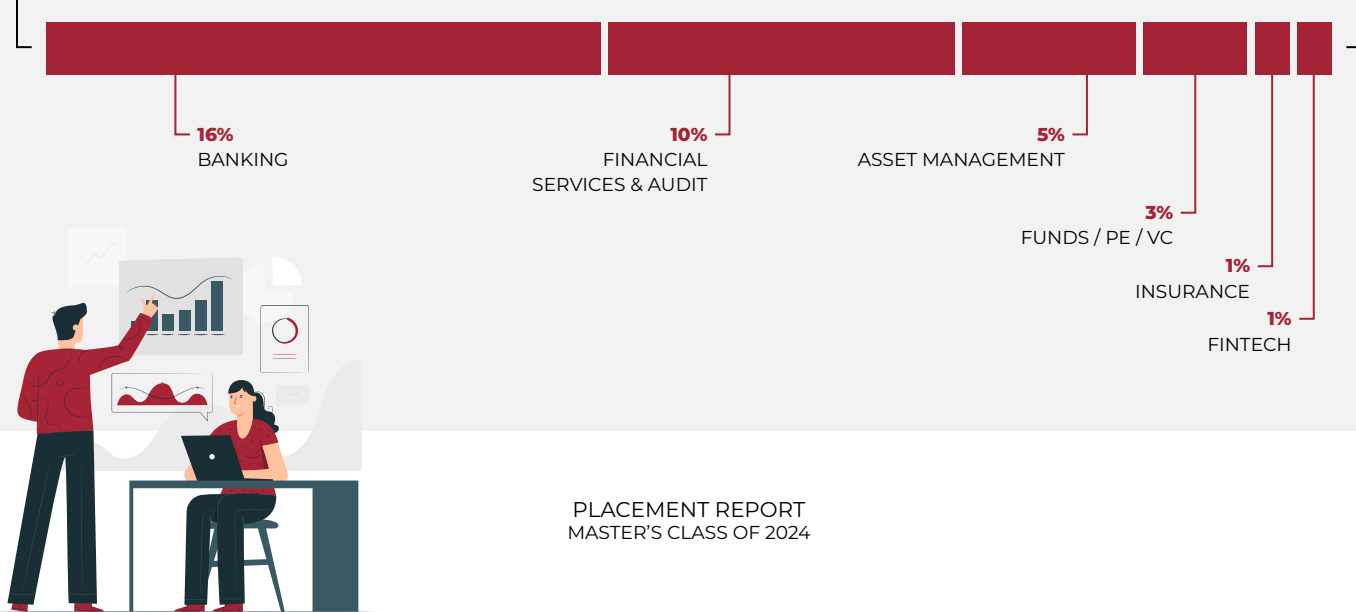 16%
BANKING
10%
FINANCIAL
SERVICES & AUDIT
5%
ASSET MANAGEMENT
3%
FUNDS / PE / VC
1%
INSURANCE
1%
FINTECH
PLACEMENT REPORT
MASTER’S CLASS OF 2024